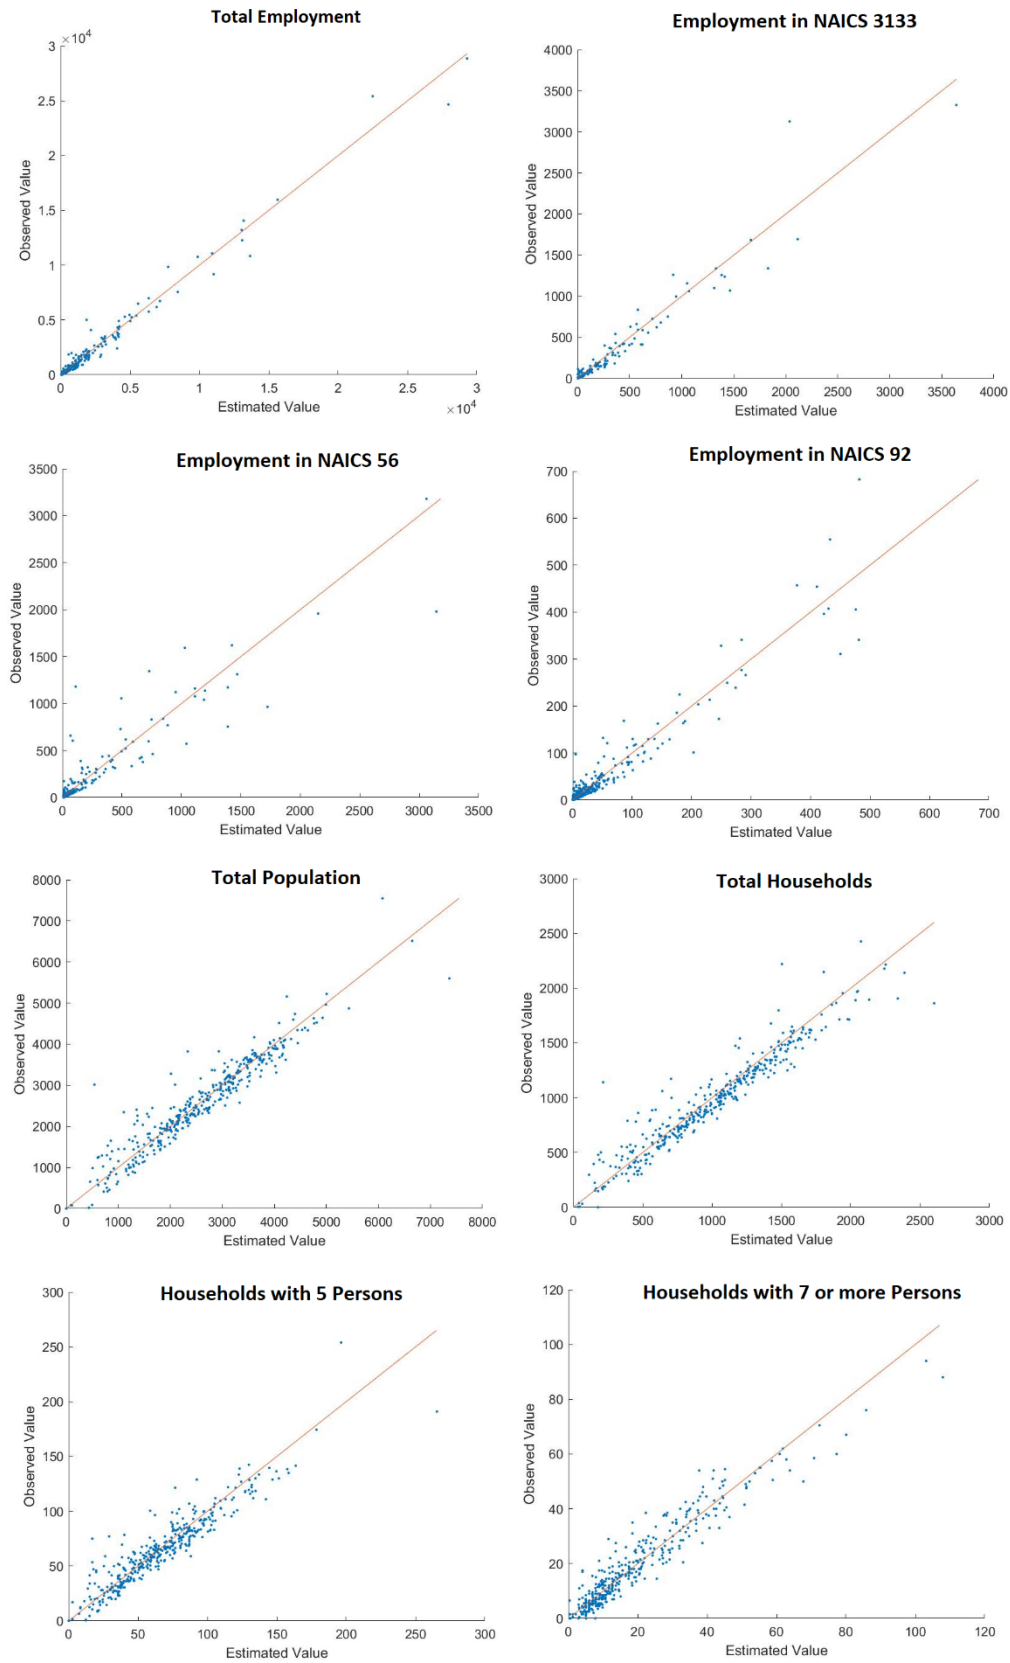 Total Employment
×10⁴
3
2.5
2
1.5
1
0.5
0
Observed Value
0 0.5 1 1.5 2 2.5 3
Estimated Value
×10⁴
Employment in NAICS 3133
4000
3500
3000
2500
2000
1500
1000
500
0
Observed Value
0 500 1000 1500 2000 2500 3000 3500 4000
Estimated Value
Employment in NAICS 56
3500
3000
2500
2000
1500
1000
500
0
Observed Value
0 500 1000 1500 2000 2500 3000 3500
Estimated Value
Employment in NAICS 92
700
600
500
400
300
200
100
0
Observed Value
0 100 200 300 400 500 600 700
Estimated Value
Total Population
8000
7000
6000
5000
4000
3000
2000
1000
0
Observed Value
0 1000 2000 3000 4000 5000 6000 7000 8000
Estimated Value
Total Households
3000
2500
2000
1500
1000
500
0
Observed Value
0 500 1000 1500 2000 2500 3000
Estimated Value
Households with 5 Persons
300
250
200
150
100
50
0
Observed Value
0 50 100 150 200 250 300
Estimated Value
Households with 7 or more Persons
120
100
80
60
40
20
0
Observed Value
0 20 40 60 80 100 120
Estimated Value